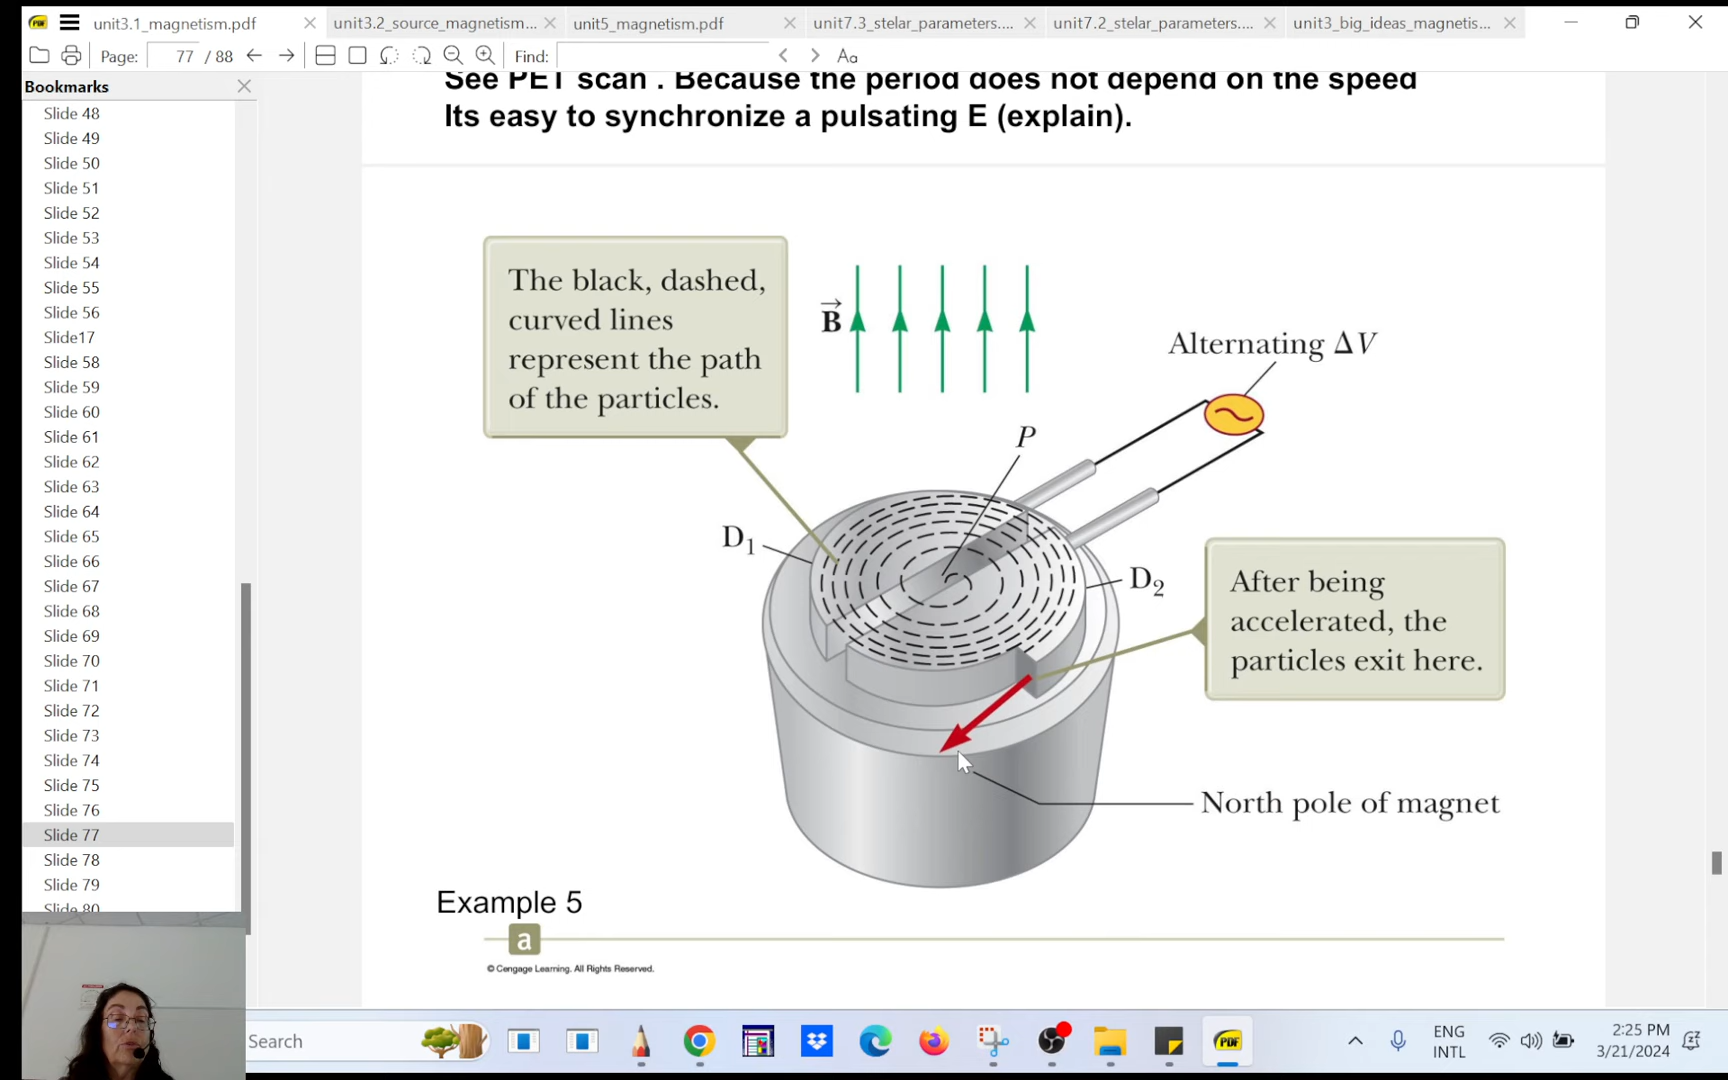 unit3.1_magnetism.pdf
unit3.2_source_magnetism...
unit5_magnetism.pdf
unit7.3_stelar_parameters....
unit7.2_stelar_parameters....
unit3_big_ideas_magnetis...
Page: 77 / 88
Find:
Aa
Bookmarks
Slide 48
Slide 49
Slide 50
Slide 51
Slide 52
Slide 53
Slide 54
Slide 55
Slide 56
Slide17
Slide 58
Slide 59
Slide 60
Slide 61
Slide 62
Slide 63
Slide 64
Slide 65
Slide 66
Slide 67
Slide 68
Slide 69
Slide 70
Slide 71
Slide 72
Slide 73
Slide 74
Slide 75
Slide 76
Slide 77
Slide 78
Slide 79
Slide 80
See PET scan . Because the period does not depend on the speed
Its easy to synchronize a pulsating E (explain).
The black, dashed,
curved lines
represent the path
of the particles.
B
Alternating ΔV
P
D1
D2
After being
accelerated, the
particles exit here.
North pole of magnet
Example 5
a
© Cengage Learning. All Rights Reserved.
Search
PDF
ENG
INTL
2:25 PM
3/21/2024